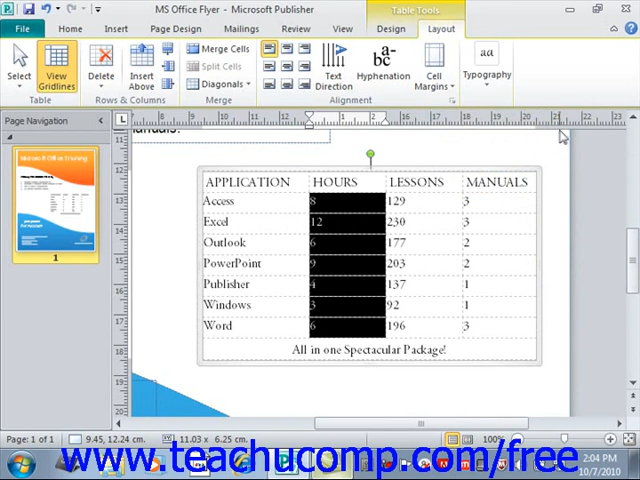 MS Office Flyer - Microsoft Publisher
Table Tools
File Home Insert Page Design Mailings Review View Design Layout
Select View Gridlines Delete Insert Above Merge Cells Split Cells Diagonals Text Direction Hyphenation Cell Margins Typography
Table Rows & Columns Merge Alignment
Page Navigation
1
manuals!
APPLICATION HOURS LESSONS MANUALS
Access 8 129 3
Excel 12 230 3
Outlook 6 177 2
PowerPoint 9 203 2
Publisher 4 137 1
Windows 3 92 1
Word 6 196 3
All in one Spectacular Package!
Page: 1 of 1 9.45, 12.24 cm. 11.03 x 6.25 cm. 100%
www.teachucomp.com/free
2:04 PM
10/7/2010